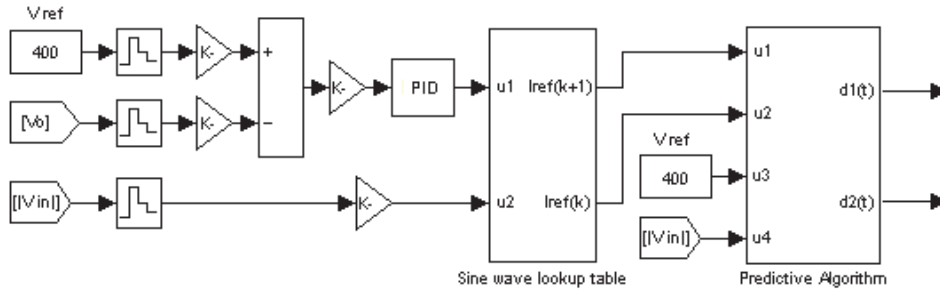 Vref
400
K-
+
[Vo]
K-
−
K-
PID
u1
Iref(k+1)
[|Vin|]
K-
u2
Iref(k)
Sine wave lookup table
u1
d1(t)
u2
Vref
400
u3
d2(t)
[|Vin|]
u4
Predictive Algorithm